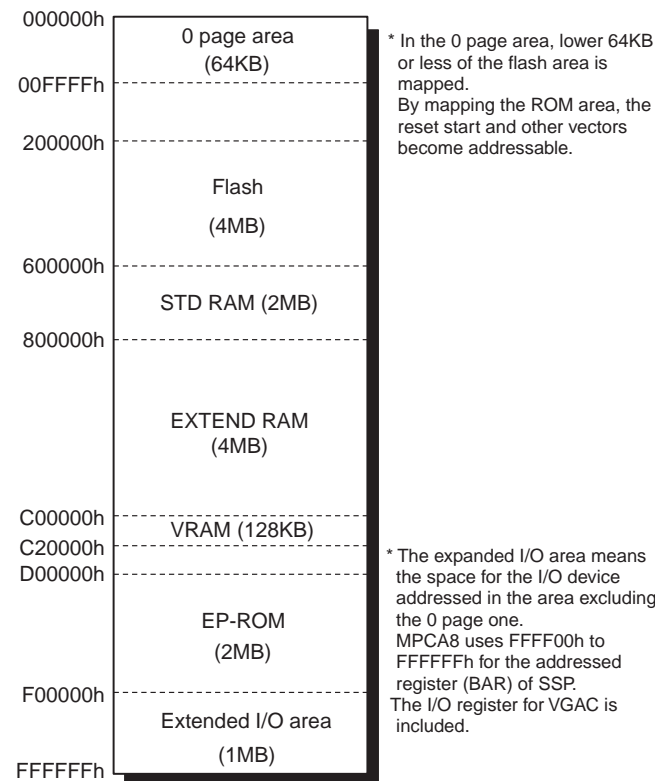 000000h
0 page area
(64KB)
00FFFFh
200000h
Flash
(4MB)
600000h
STD RAM (2MB)
800000h
EXTEND RAM
(4MB)
C00000h
VRAM (128KB)
C20000h
D00000h
EP-ROM
(2MB)
F00000h
Extended I/O area
(1MB)
FFFFFFh
* In the 0 page area, lower 64KB
or less of the flash area is
mapped.
By mapping the ROM area, the
reset start and other vectors
become addressable.
* The expanded I/O area means
the space for the I/O device
addressed in the area excluding
the 0 page one.
MPCA8 uses FFFF00h to
FFFFFFh for the addressed
register (BAR) of SSP.
The I/O register for VGAC is
included.